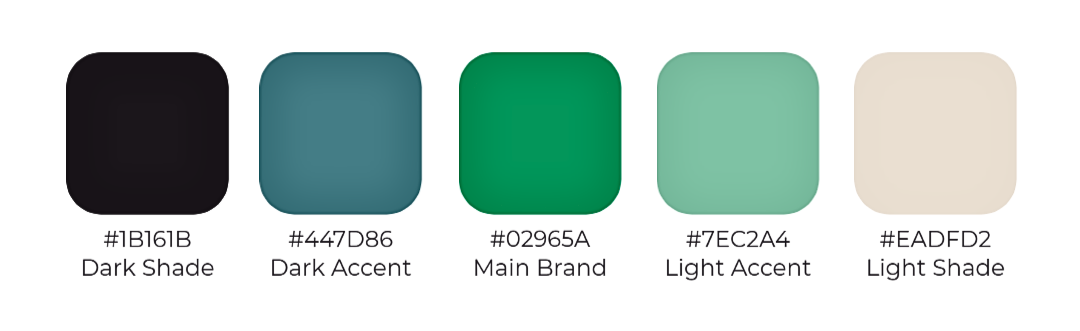 #1B161B
Dark Shade
#447D86
Dark Accent
#02965A
Main Brand
#7EC2A4
Light Accent
#EADFD2
Light Shade